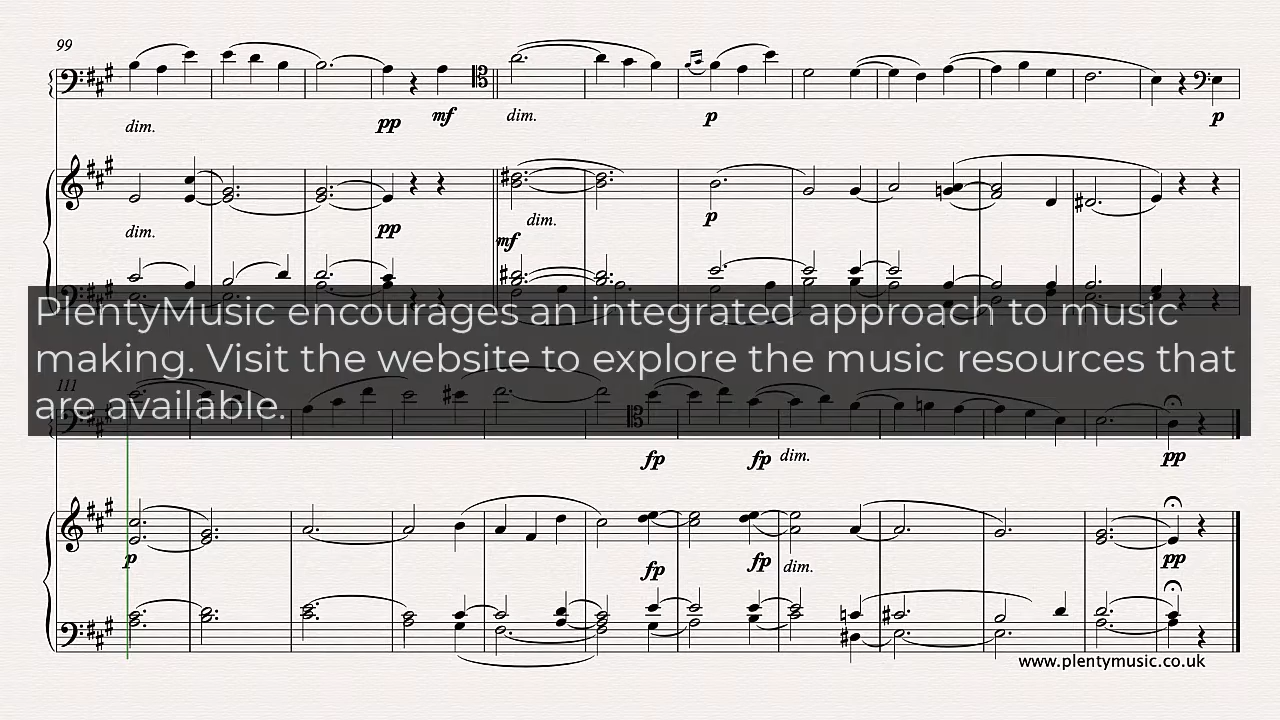 99
dim.
pp
mf
dim.
p
p
dim.
pp
mf
dim.
p
PlentyMusic encourages an integrated approach to music
making. Visit the website to explore the music resources that
are available.
111
fp
fp dim.
pp
p
fp
fp
dim.
pp
www.plentymusic.co.uk